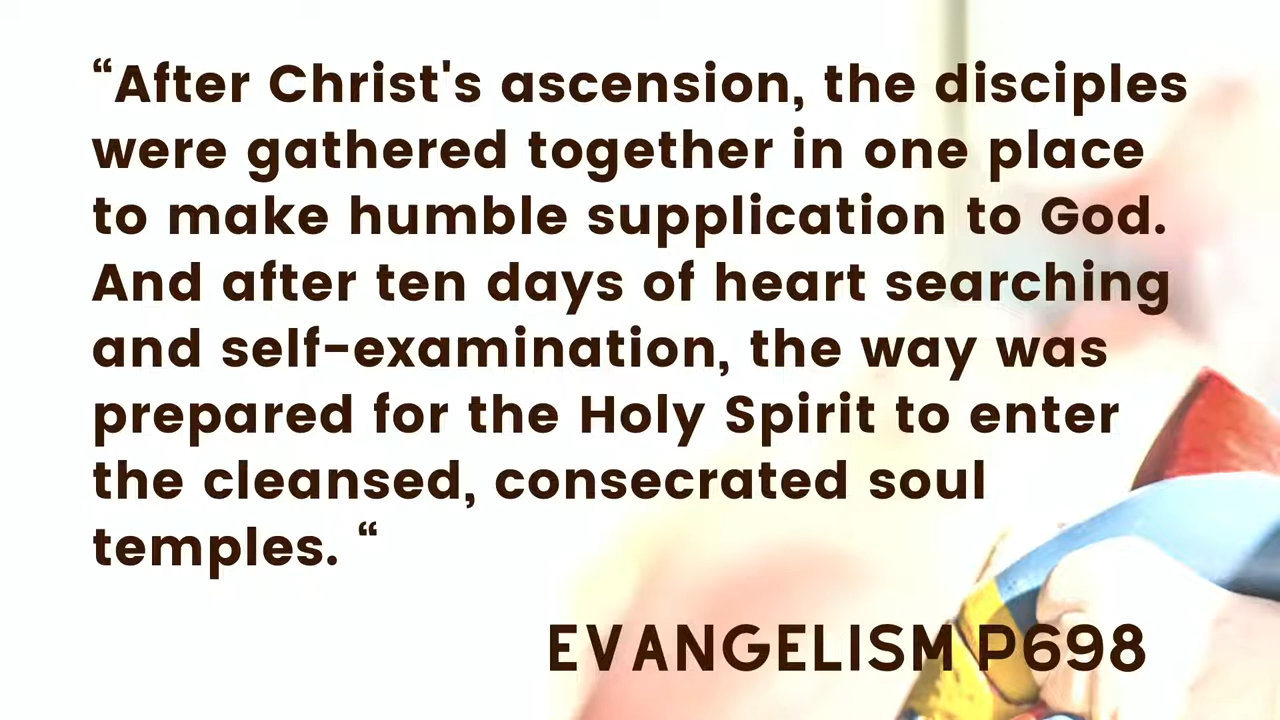 “After Christ's ascension, the disciples
were gathered together in one place
to make humble supplication to God.
And after ten days of heart searching
and self-examination, the way was
prepared for the Holy Spirit to enter
the cleansed, consecrated soul
temples. “
EVANGELISM P698